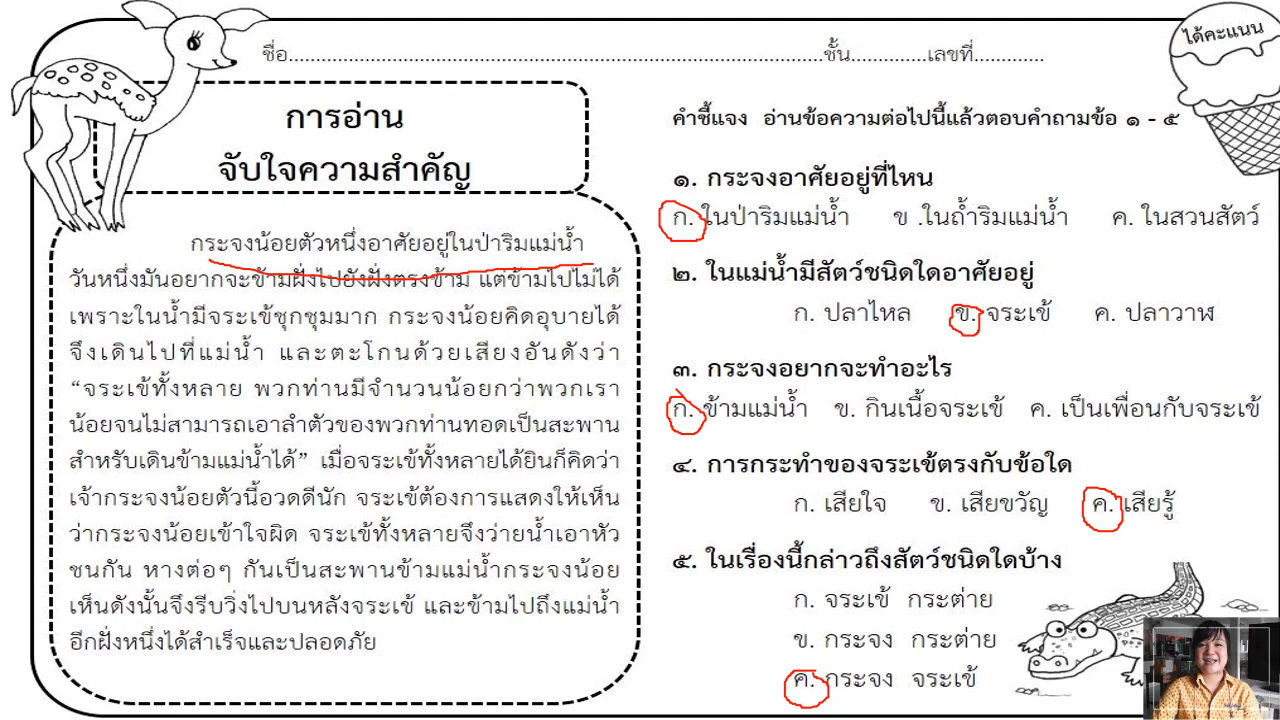 ชื่อ....................................................................................................ชั้น..............เลขที่.............
ได้คะแนน
การอ่าน
จับใจความสำคัญ
กระจงน้อยตัวหนึ่งอาศัยอยู่ในป่าริมแม่น้ำ
วันหนึ่งมันอยากจะข้ามฝั่งไปยังฝั่งตรงข้าม แต่ข้ามไปไม่ได้
เพราะในน้ำมีจระเข้ชุกชุมมาก กระจงน้อยคิดอุบายได้
จึงเดินไปที่แม่น้ำ และตะโกนด้วยเสียงอันดังว่า
“จระเข้ทั้งหลาย พวกท่านมีจำนวนน้อยกว่าพวกเรา
น้อยจนไม่สามารถเอาลำตัวของพวกท่านทอดเป็นสะพาน
สำหรับเดินข้ามแม่น้ำได้” เมื่อจระเข้ทั้งหลายได้ยินก็คิดว่า
เจ้ากระจงน้อยตัวนี้อวดดีนัก จระเข้ต้องการแสดงให้เห็น
ว่ากระจงน้อยเข้าใจผิด จระเข้ทั้งหลายจึงว่ายน้ำเอาหัว
ชนกัน หางต่อๆ กันเป็นสะพานข้ามแม่น้ำกระจงน้อย
เห็นดังนั้นจึงรีบวิ่งไปบนหลังจระเข้ และข้ามไปถึงแม่น้ำ
อีกฝั่งหนึ่งได้สำเร็จและปลอดภัย
คำชี้แจง อ่านข้อความต่อไปนี้แล้วตอบคำถามข้อ ๑ - ๕
๑. กระจงอาศัยอยู่ที่ไหน
ก. ในป่าริมแม่น้ำ ข .ในถ้ำริมแม่น้ำ ค. ในสวนสัตว์
๒. ในแม่น้ำมีสัตว์ชนิดใดอาศัยอยู่
ก. ปลาไหล ข. จระเข้ ค. ปลาวาฬ
๓. กระจงอยากจะทำอะไร
ก. ข้ามแม่น้ำ ข. กินเนื้อจระเข้ ค. เป็นเพื่อนกับจระเข้
๔. การกระทำของจระเข้ตรงกับข้อใด
ก. เสียใจ ข. เสียขวัญ ค. เสียรู้
๕. ในเรื่องนี้กล่าวถึงสัตว์ชนิดใดบ้าง
ก. จระเข้ กระต่าย
ข. กระจง กระต่าย
ค. กระจง จระเข้